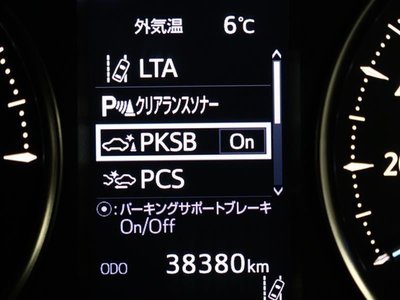 外気温 6℃
LTA
P クリアランスソナー
PKSB On
PCS
⦿:パーキングサポートブレーキ
On/Off
ODO 38380km
20